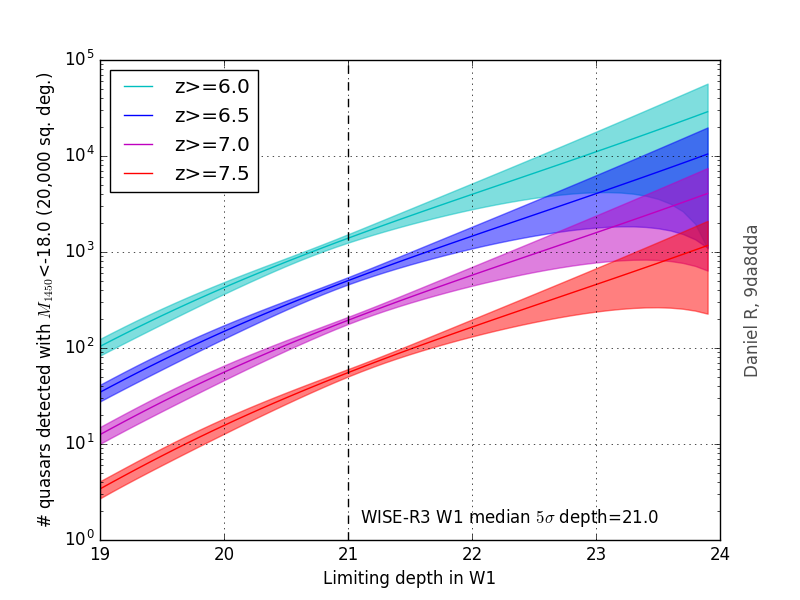 z>=6.0
z>=6.5
z>=7.0
z>=7.5
10^5
10^4
10^3
10^2
10^1
10^0
# quasars detected with M_1450<-18.0 (20,000 sq. deg.)
WISE-R3 W1 median 5σ depth=21.0
19 20 21 22 23 24
Limiting depth in W1
Daniel R, 9da8dda